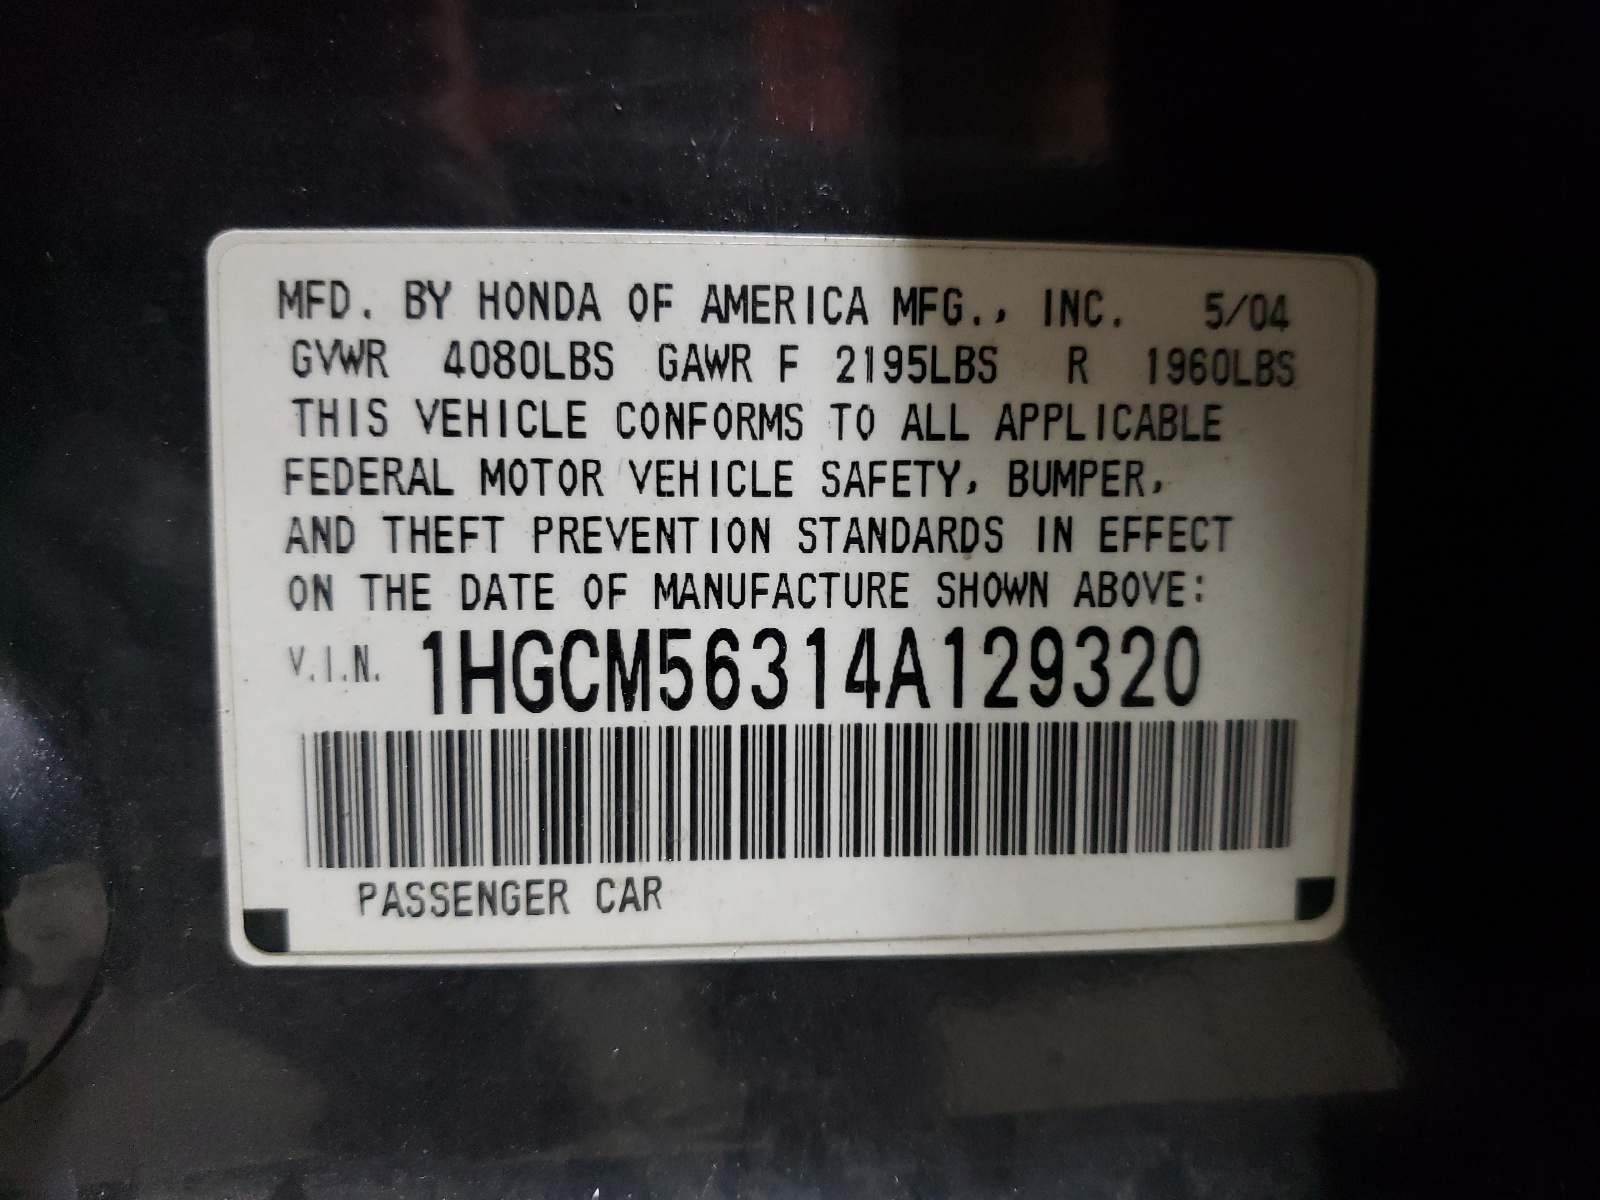 MFD. BY HONDA OF AMERICA MFG., INC. 5/04
GVWR 4080LBS GAWR F 2195LBS R 1960LBS
THIS VEHICLE CONFORMS TO ALL APPLICABLE
FEDERAL MOTOR VEHICLE SAFETY, BUMPER,
AND THEFT PREVENTION STANDARDS IN EFFECT
ON THE DATE OF MANUFACTURE SHOWN ABOVE:
V.I.N. 1HGCM56314A129320
PASSENGER CAR